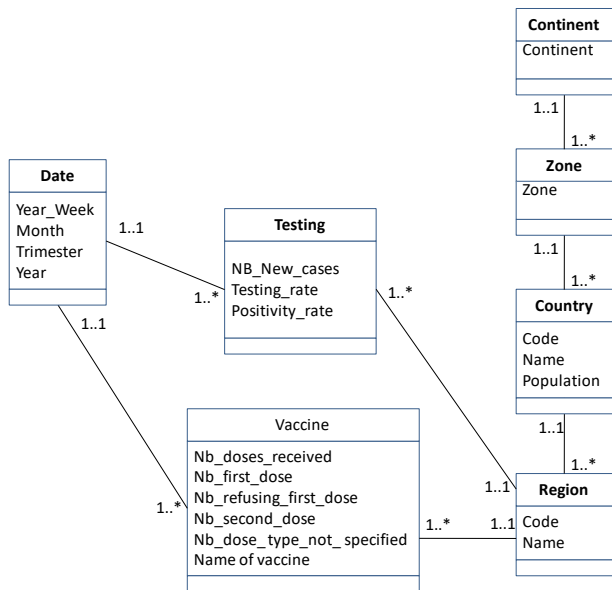 Continent
Continent
1..1
1..*
Zone
Zone
1..1
1..*
Country
Code
Name
Population
1..1
1..*
Region
Code
Name
Date
Year_Week
Month
Trimester
Year
1..1
1..*
Testing
NB_New_cases
Testing_rate
Positivity_rate
1..*
1..1
1..1
1..*
Vaccine
Nb_doses_received
Nb_first_dose
Nb_refusing_first_dose
Nb_second_dose
Nb_dose_type_not_ specified
Name of vaccine
1..*
1..1